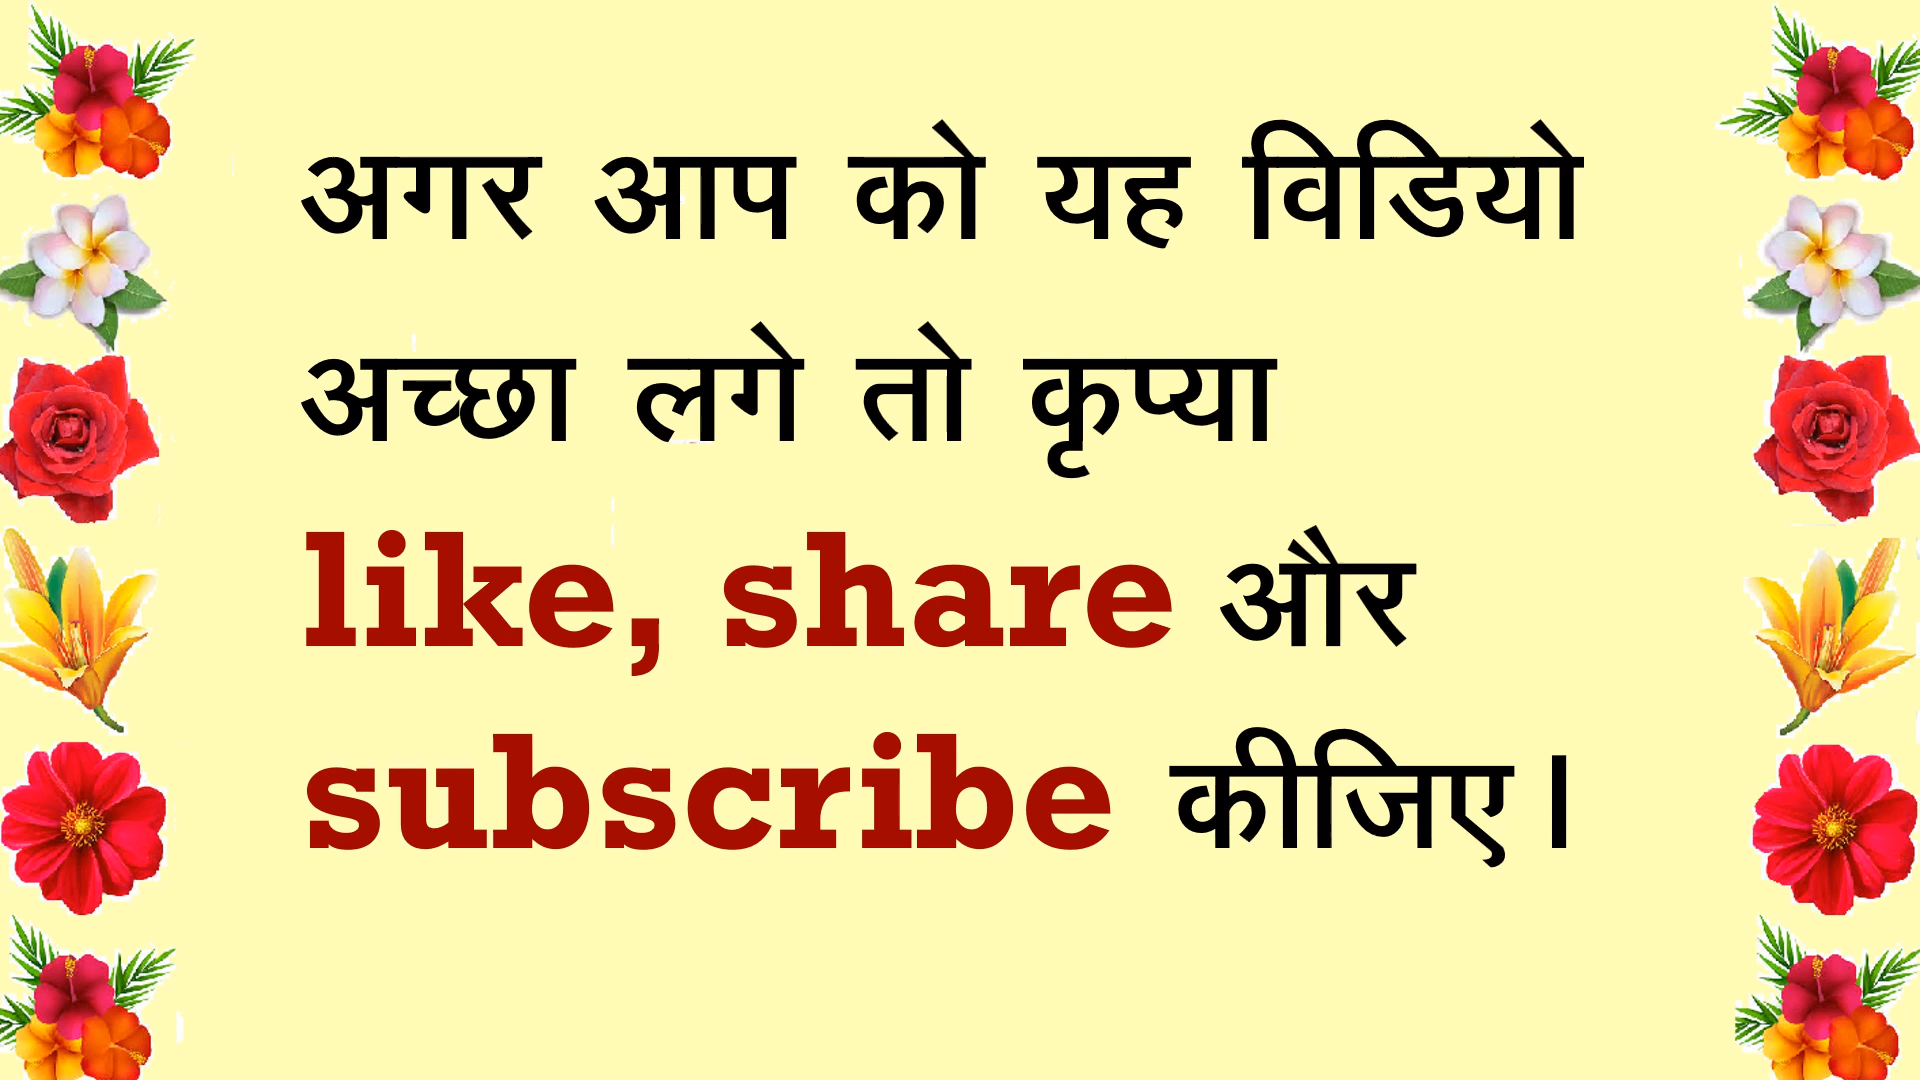 अगर आप को यह विडियो
अच्छा लगे तो कृप्या
like, share और
subscribe कीजिए।